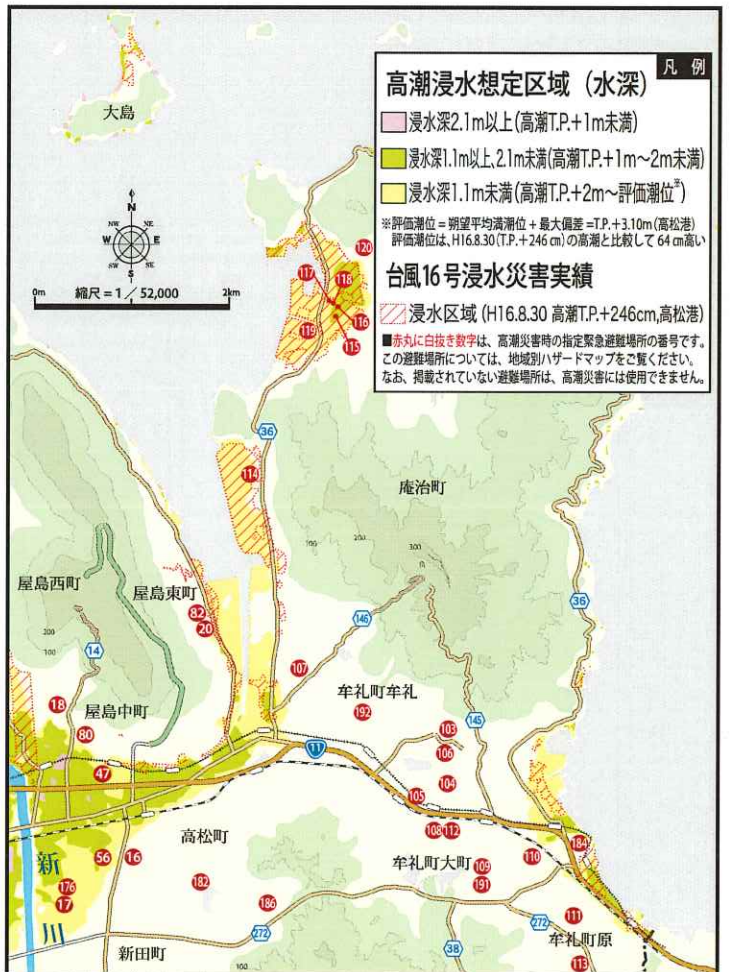 凡 例
高潮浸水想定区域（水深）
浸水深2.1m以上(高潮T.P.+1m未満)
浸水深1.1m以上、2.1m未満(高潮T.P.+1m～2m未満)
浸水深1.1m未満(高潮T.P.+2m～評価潮位※)
※評価潮位＝朔望平均満潮位＋最大偏差＝T.P.+3.10m(高松港)
評価潮位は、H16.8.30(T.P.+246 cm)の高潮と比較して64 cm高い
台風16号浸水災害実績
浸水区域(H16.8.30 高潮T.P.+246cm,高松港)
■赤丸に白抜き数字は、高潮災害時の指定緊急避難場所の番号です。
この避難場所については、地域別ハザードマップをご覧ください。
なお、掲載されていない避難場所は、高潮災害には使用できません。
大島
N
NW
NE
W
E
SW
SE
S
0m
縮尺＝1／52,000
2km
120
117
118
119
116
115
36
114
庵治町
100
200
300
屋島西町
屋島東町
82
20
146
36
200
100
14
107
牟礼町牟礼
192
145
18
屋島中町
80
103
106
11
47
104
105
高松町
108
112
184
新川
56
16
牟礼町大町
110
109
176
182
191
17
186
111
272
272
牟礼町原
新田町
38
100
113